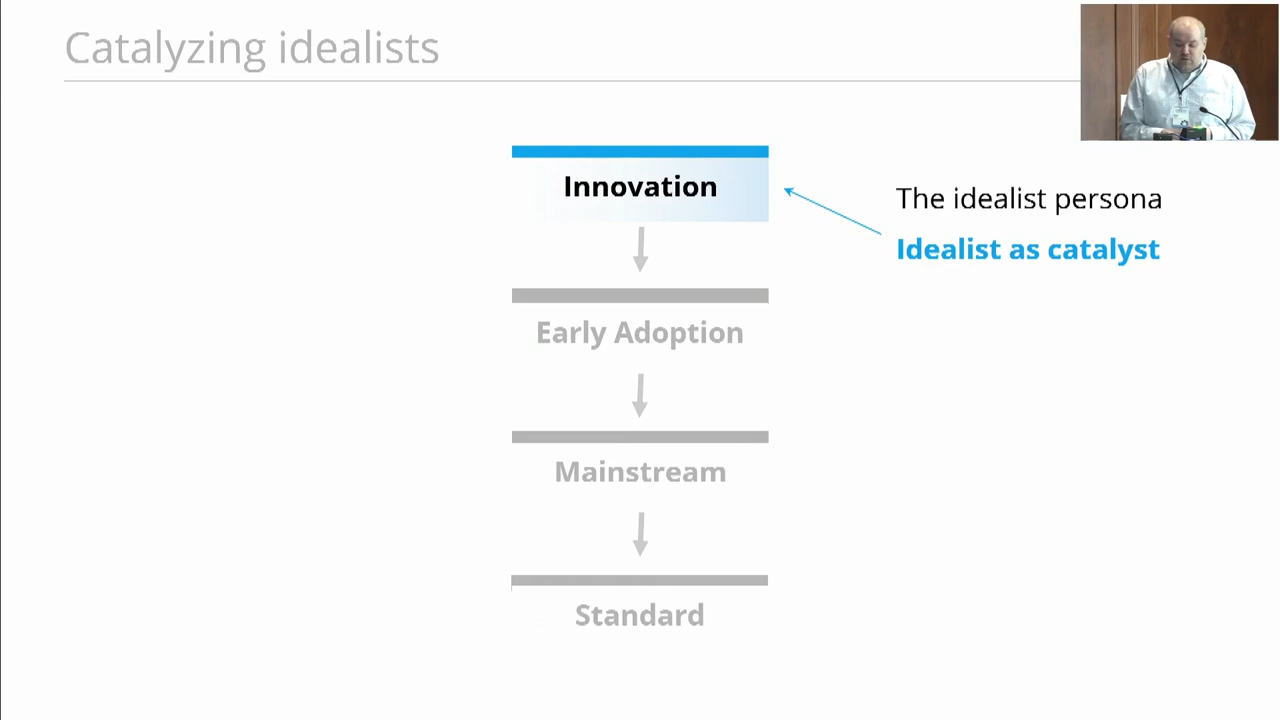 Catalyzing idealists
Innovation
The idealist persona
Idealist as catalyst
Early Adoption
Mainstream
Standard